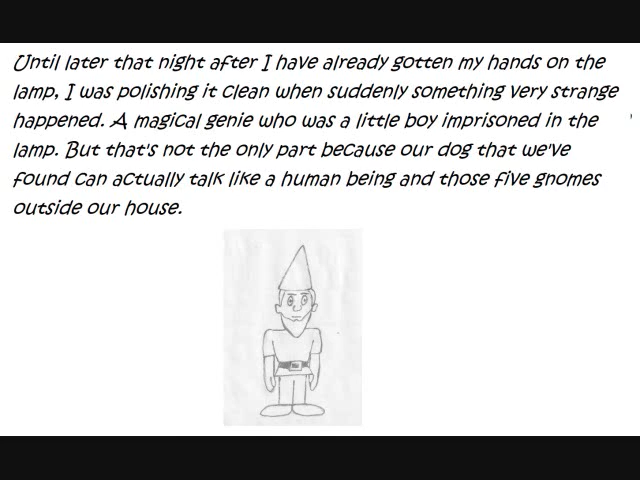 Until later that night after I have already gotten my hands on the
lamp, I was polishing it clean when suddenly something very strange
happened. A magical genie who was a little boy imprisoned in the
lamp. But that's not the only part because our dog that we've
found can actually talk like a human being and those five gnomes
outside our house.